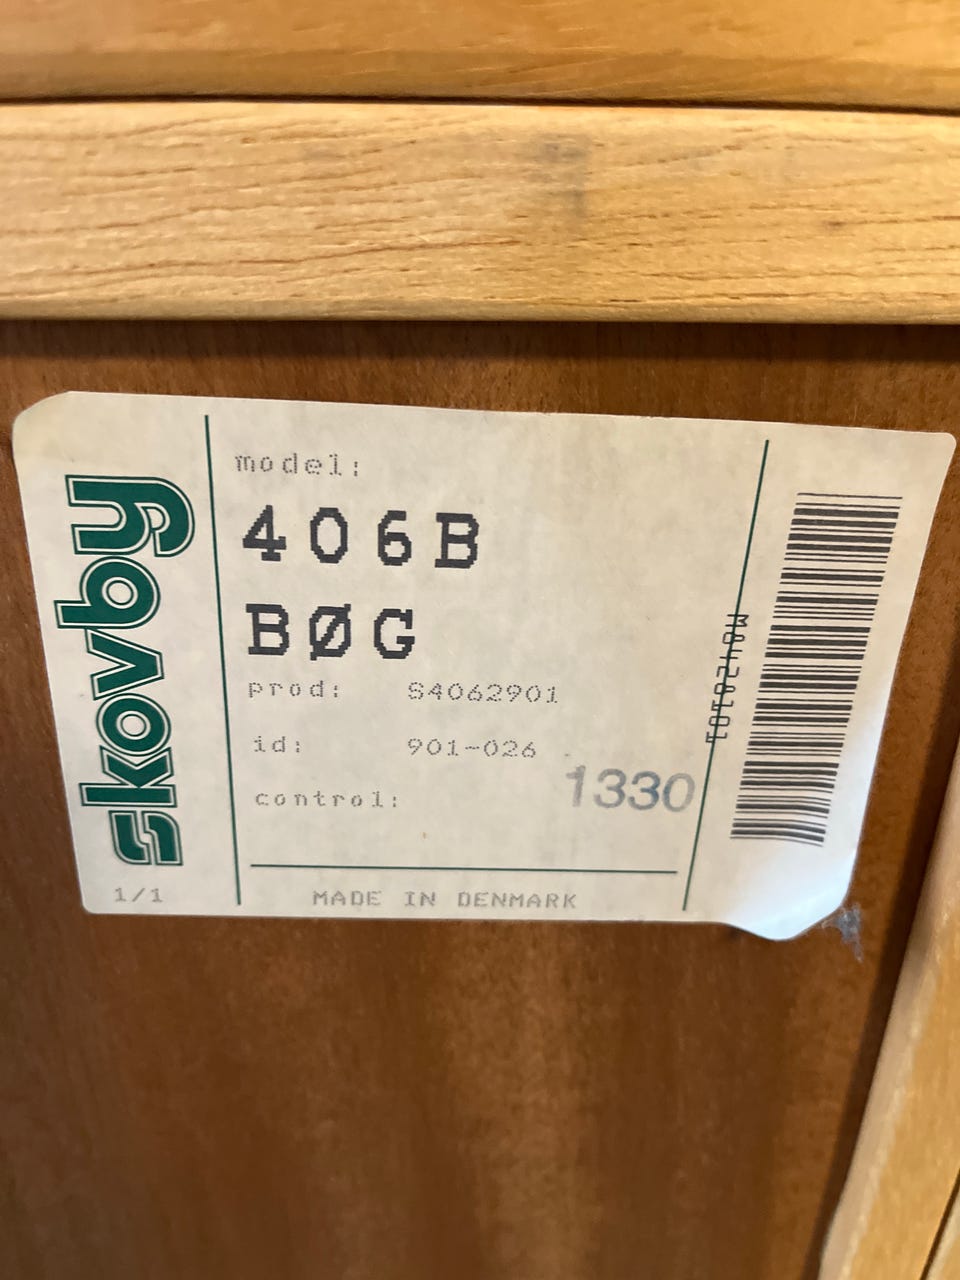 skovby
model:
406B
BØG
prod: S4062901
id: 901-026
control: 1330
1/1
MADE IN DENMARK